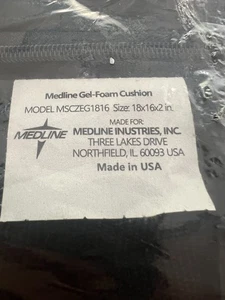 Medline Gel-Foam Cushion
MODEL MSCZEG1816 Size: 18x16x2 in.
MADE FOR:
MEDLINE INUSTRIES, INC.
THREE LAKES DRIVE
NORTHFIELD, IL. 60093 USA
Made in USA
MEDLINE